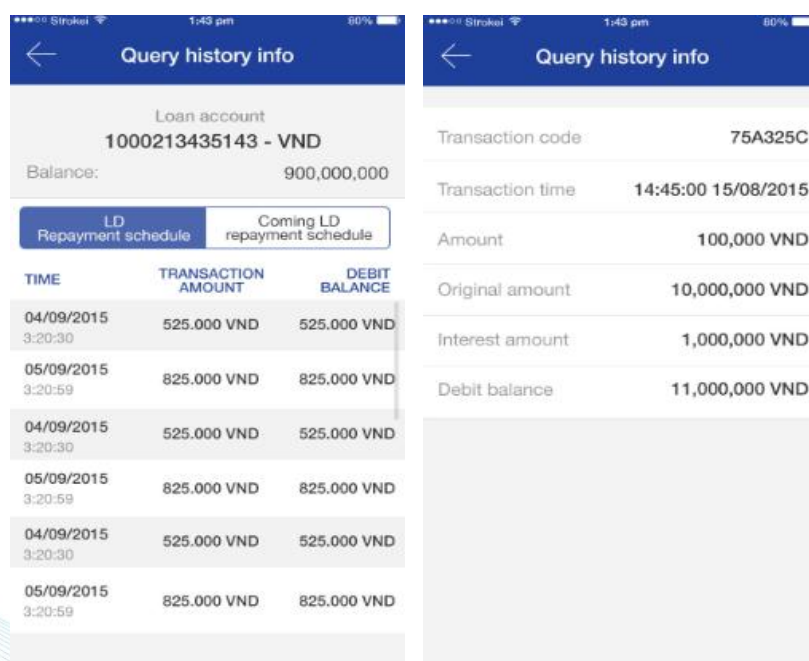 ●●●○○ Strokei 1:43 pm 80%
Query history info
Loan account
1000213435143 - VND
Balance: 900,000,000
LD
Repayment schedule
Coming LD
repayment schedule
TIME TRANSACTION AMOUNT DEBIT BALANCE
04/09/2015 525.000 VND 525.000 VND
3:20:30
05/09/2015 825.000 VND 825.000 VND
3:20:59
04/09/2015 525.000 VND 525.000 VND
3:20:30
05/09/2015 825.000 VND 825.000 VND
3:20:59
04/09/2015 525.000 VND 525.000 VND
3:20:30
05/09/2015 825.000 VND 825.000 VND
3:20:59
●●●○○ Strokei 1:43 pm 80%
Query history info
Transaction code 75A325C
Transaction time 14:45:00 15/08/2015
Amount 100,000 VND
Original amount 10,000,000 VND
Interest amount 1,000,000 VND
Debit balance 11,000,000 VND